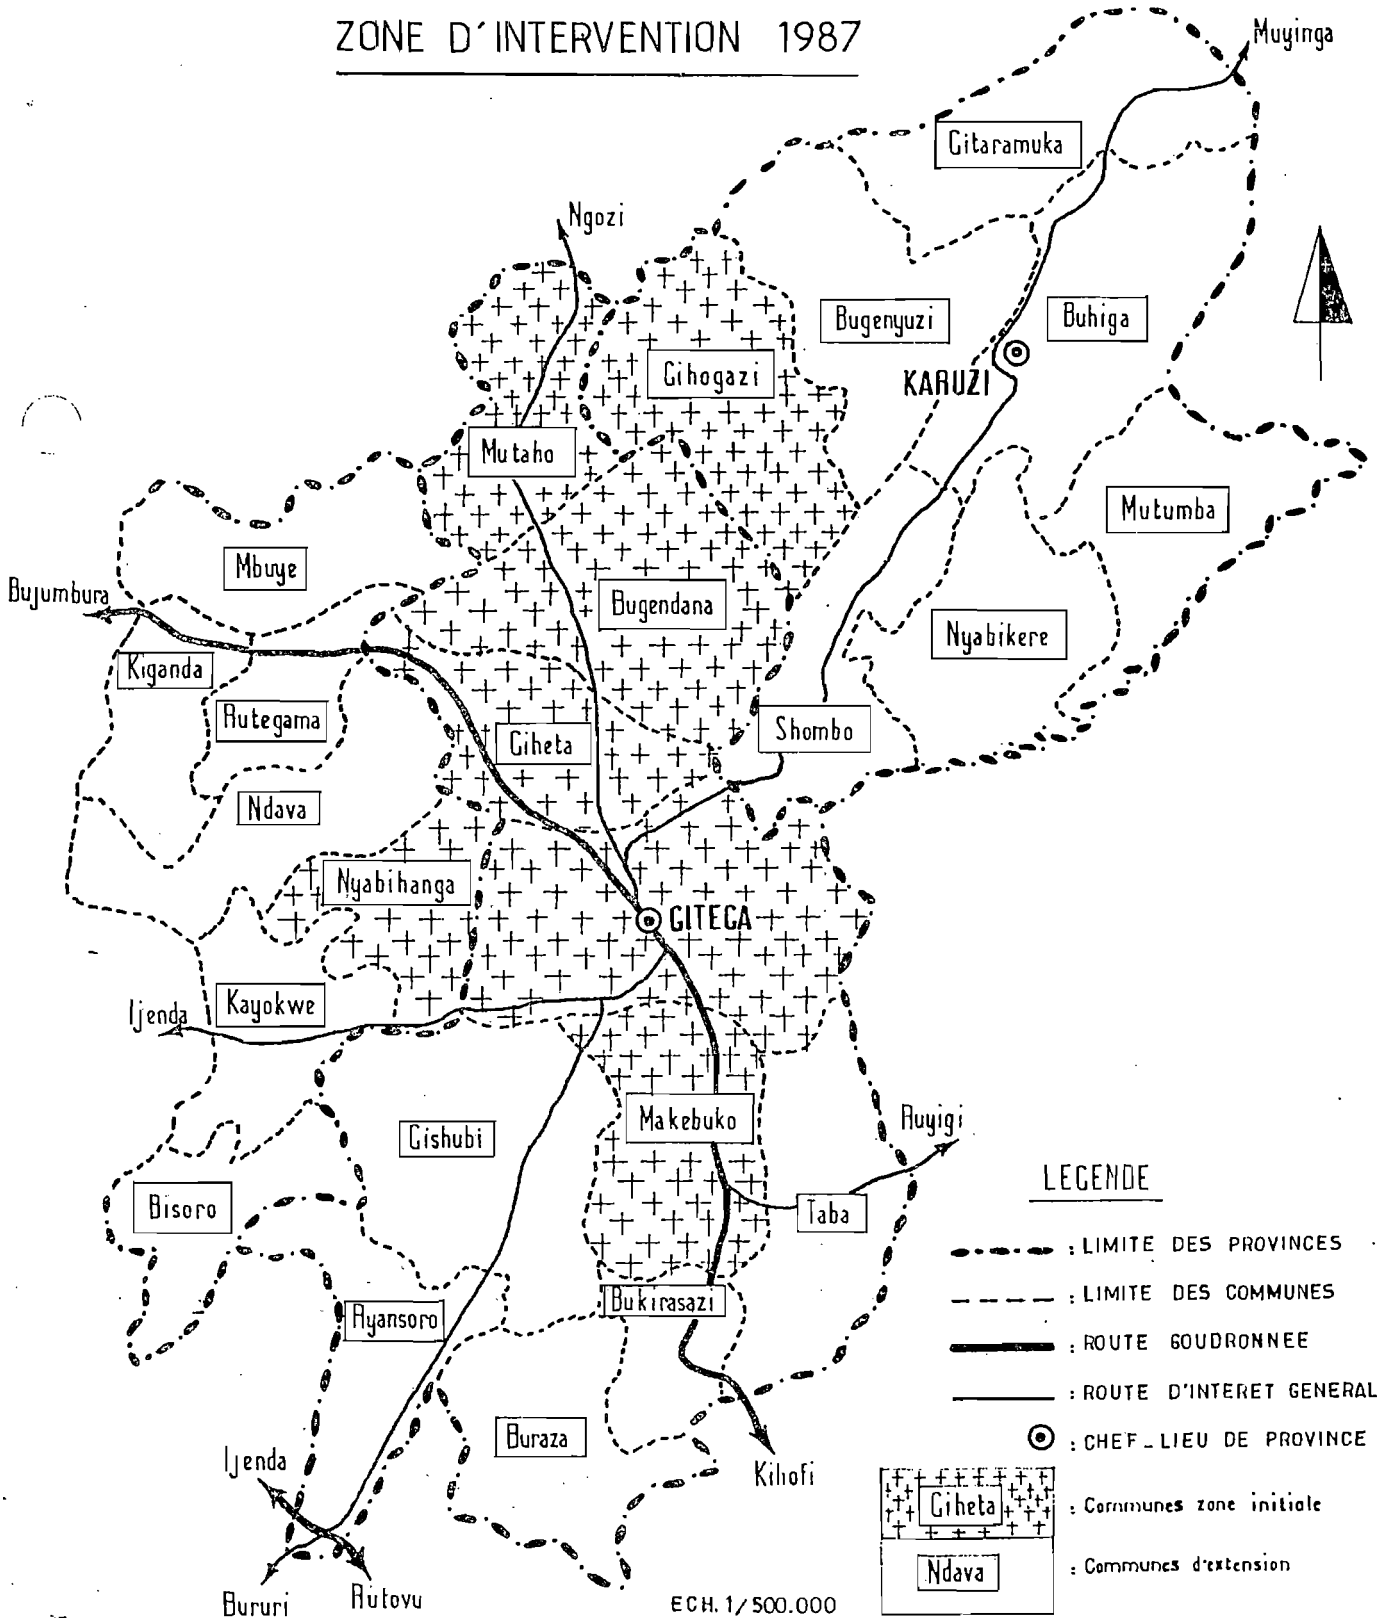 ZONE D'INTERVENTION 1987
Muyinga
Gitaramuka
Ngozi
Bugenyuzi
Buhiga
Gihogazi
KARUZI
Mutaho
Mutumba
Mbuye
Bujumbura
Bugendana
Nyabikere
Kiganda
Rutegama
Shombo
Giheta
Ndava
Nyabihanga
GITEGA
Kayokwe
Ijenda
Makebuko
Ruyigi
Gishubi
Bisoro
Taba
Bukirasazi
Ryansoro
Buraza
Ijenda
Kihofi
Bururi
Rutovu
LEGENDE
: LIMITE DES PROVINCES
: LIMITE DES COMMUNES
: ROUTE GOUDRONNEE
: ROUTE D'INTERET GENERAL
: CHEF_LIEU DE PROVINCE
Giheta : Communes zone initiale
Ndava : Communes d'extension
ECH. 1/500.000